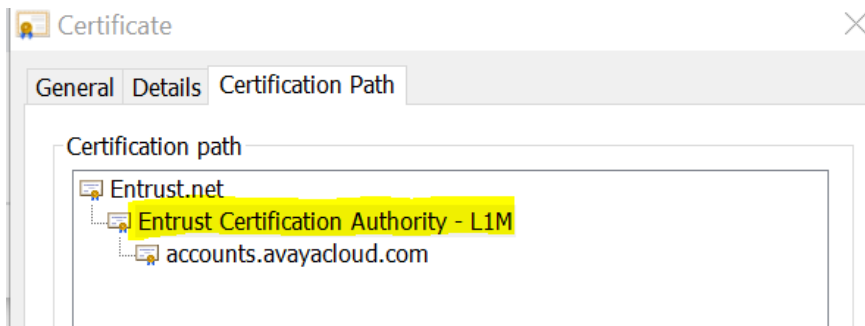 Certificate
General Details Certification Path
Certification path
Entrust.net
Entrust Certification Authority - L1M
accounts.avayacloud.com